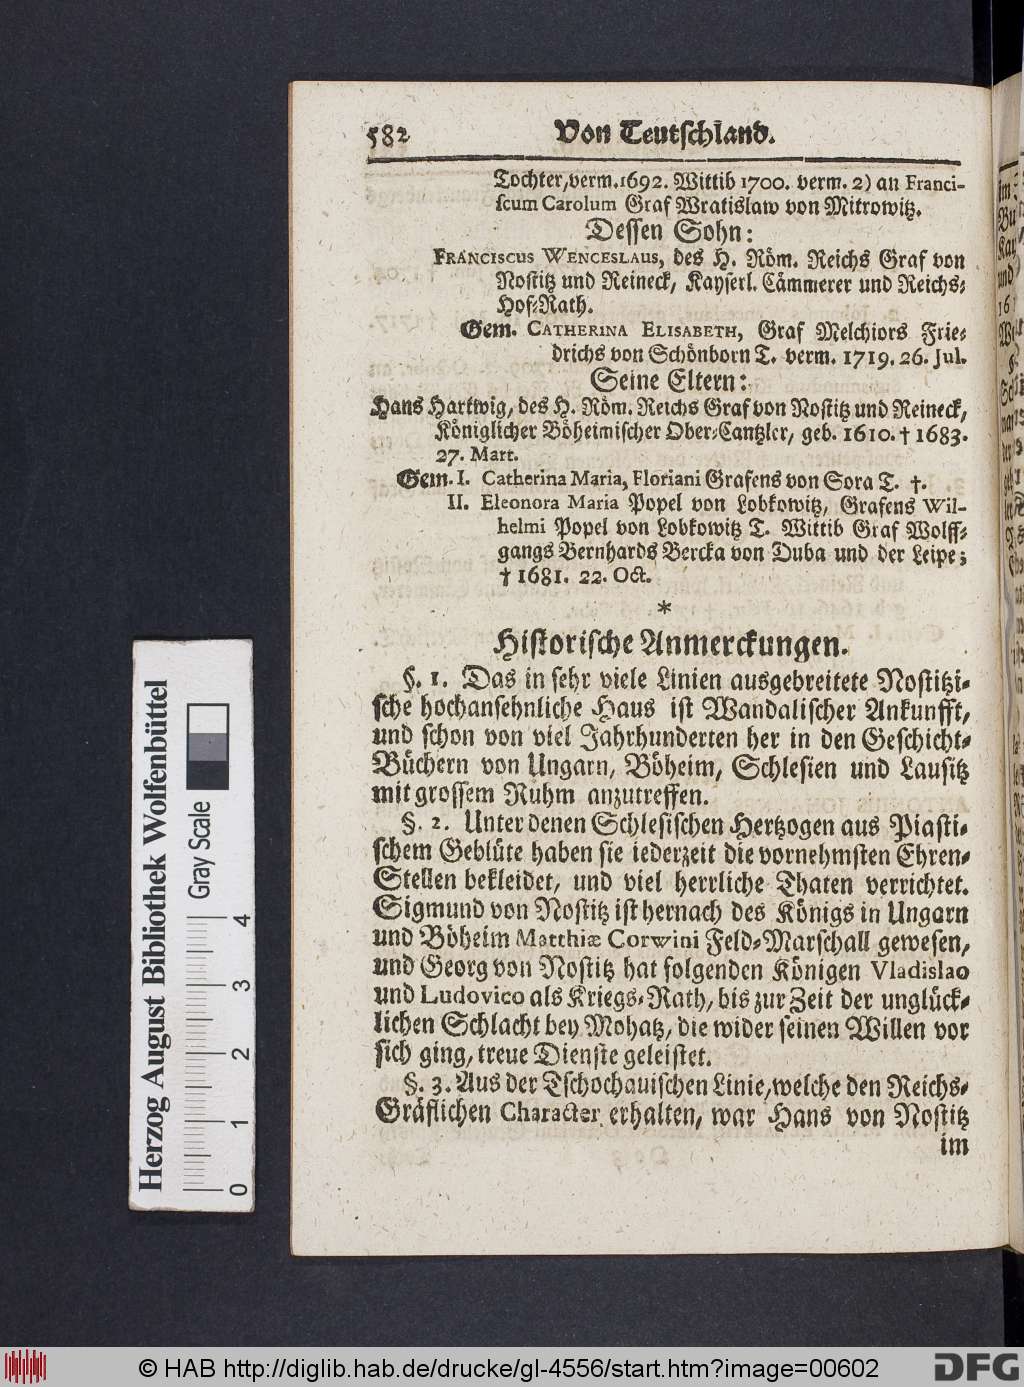 582 Von Teutschland.
Tochter, verm. 1692. Wittib 1700. verm. 2) an Franci-
scum Carolum Graf Wratislaw von Mitrowitz.
Dessen Sohn:
FRANCISCUS WENCESLAUS, des H. Röm. Reichs Graf von
Nostitz und Reineck, Kayserl. Cämmerer und Reichs-
Hof-Rath.
Gem. CATHERINA ELISABETH, Graf Melchiors Frie-
drichs von Schönborn T. verm. 1719. 26. Jul.
Seine Eltern:
Hans Hartwig, des H. Röm. Reichs Graf von Nostitz und Reineck,
Königlicher Böheimischer Ober-Cantzler, geb. 1610. † 1683.
27. Mart.
Gem. I. Catherina Maria, Floriani Grafens von Sora T. †.
II. Eleonora Maria Popel von Lobkowitz, Grafens Wil-
helmi Popel von Lobkowitz T. Wittib Graf Wolff-
gangs Bernhards Bercka von Duba und der Leipe;
† 1681. 22. Oct.
*
Historische Anmerckungen.
§. 1. Das in sehr viele Linien ausgebreitete Nostitzi-
sche hochansehnliche Haus ist Wandalischer Ankunfft,
und schon von viel Jahrhunderten her in den Geschicht-
Büchern von Ungarn, Böheim, Schlesien und Lausitz
mit grossem Ruhm anzutreffen.
§. 2. Unter denen Schlesischen Hertzogen aus Piasti-
schem Geblüte haben sie iederzeit die vornehmsten Ehren-
Stellen bekleidet, und viel herrliche Thaten verrichtet.
Sigmund von Nostitz ist hernach des Königs in Ungarn
und Böheim Matthiæ Corwini Feld-Marschall gewesen,
und Georg von Nostitz hat folgenden Königen Vladislao
und Ludovico als Kriegs-Rath, bis zur Zeit der unglück-
lichen Schlacht bey Mohatz, die wider seinen Willen vor
sich ging, treue Dienste geleistet.
§. 3. Aus der Tschochauischen Linie, welche den Reichs-
Gräflichen Character erhalten, war Hans von Nostitz
im
Herzog August Bibliothek Wolfenbüttel
Gray Scale
0 1 2 3 4
© HAB http://diglib.hab.de/drucke/gl-4556/start.htm?image=00602
DFG